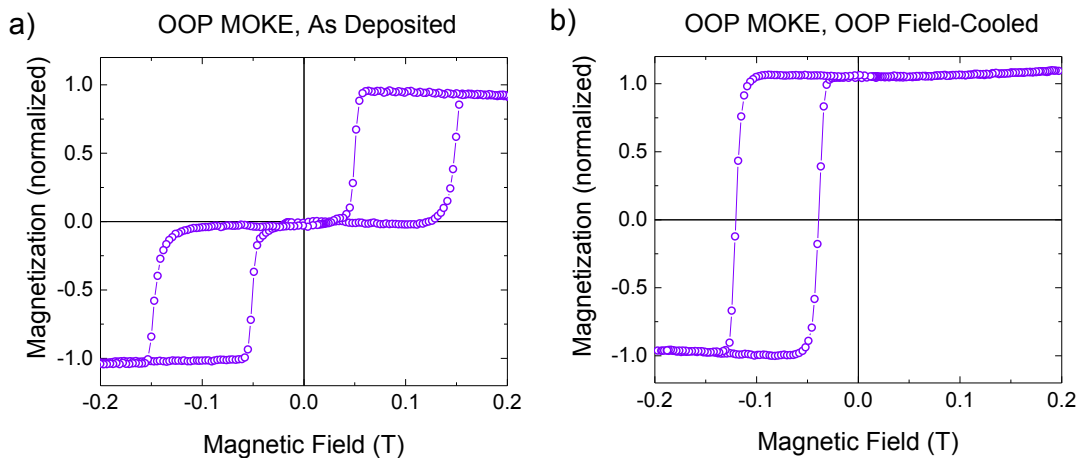 a)
OOP MOKE, As Deposited
Magnetization (normalized)
1.0
0.5
0.0
-0.5
-1.0
-0.2
-0.1
0.0
0.1
0.2
Magnetic Field (T)
b)
OOP MOKE, OOP Field-Cooled
Magnetization (normalized)
1.0
0.5
0.0
-0.5
-1.0
-0.2
-0.1
0.0
0.1
0.2
Magnetic Field (T)